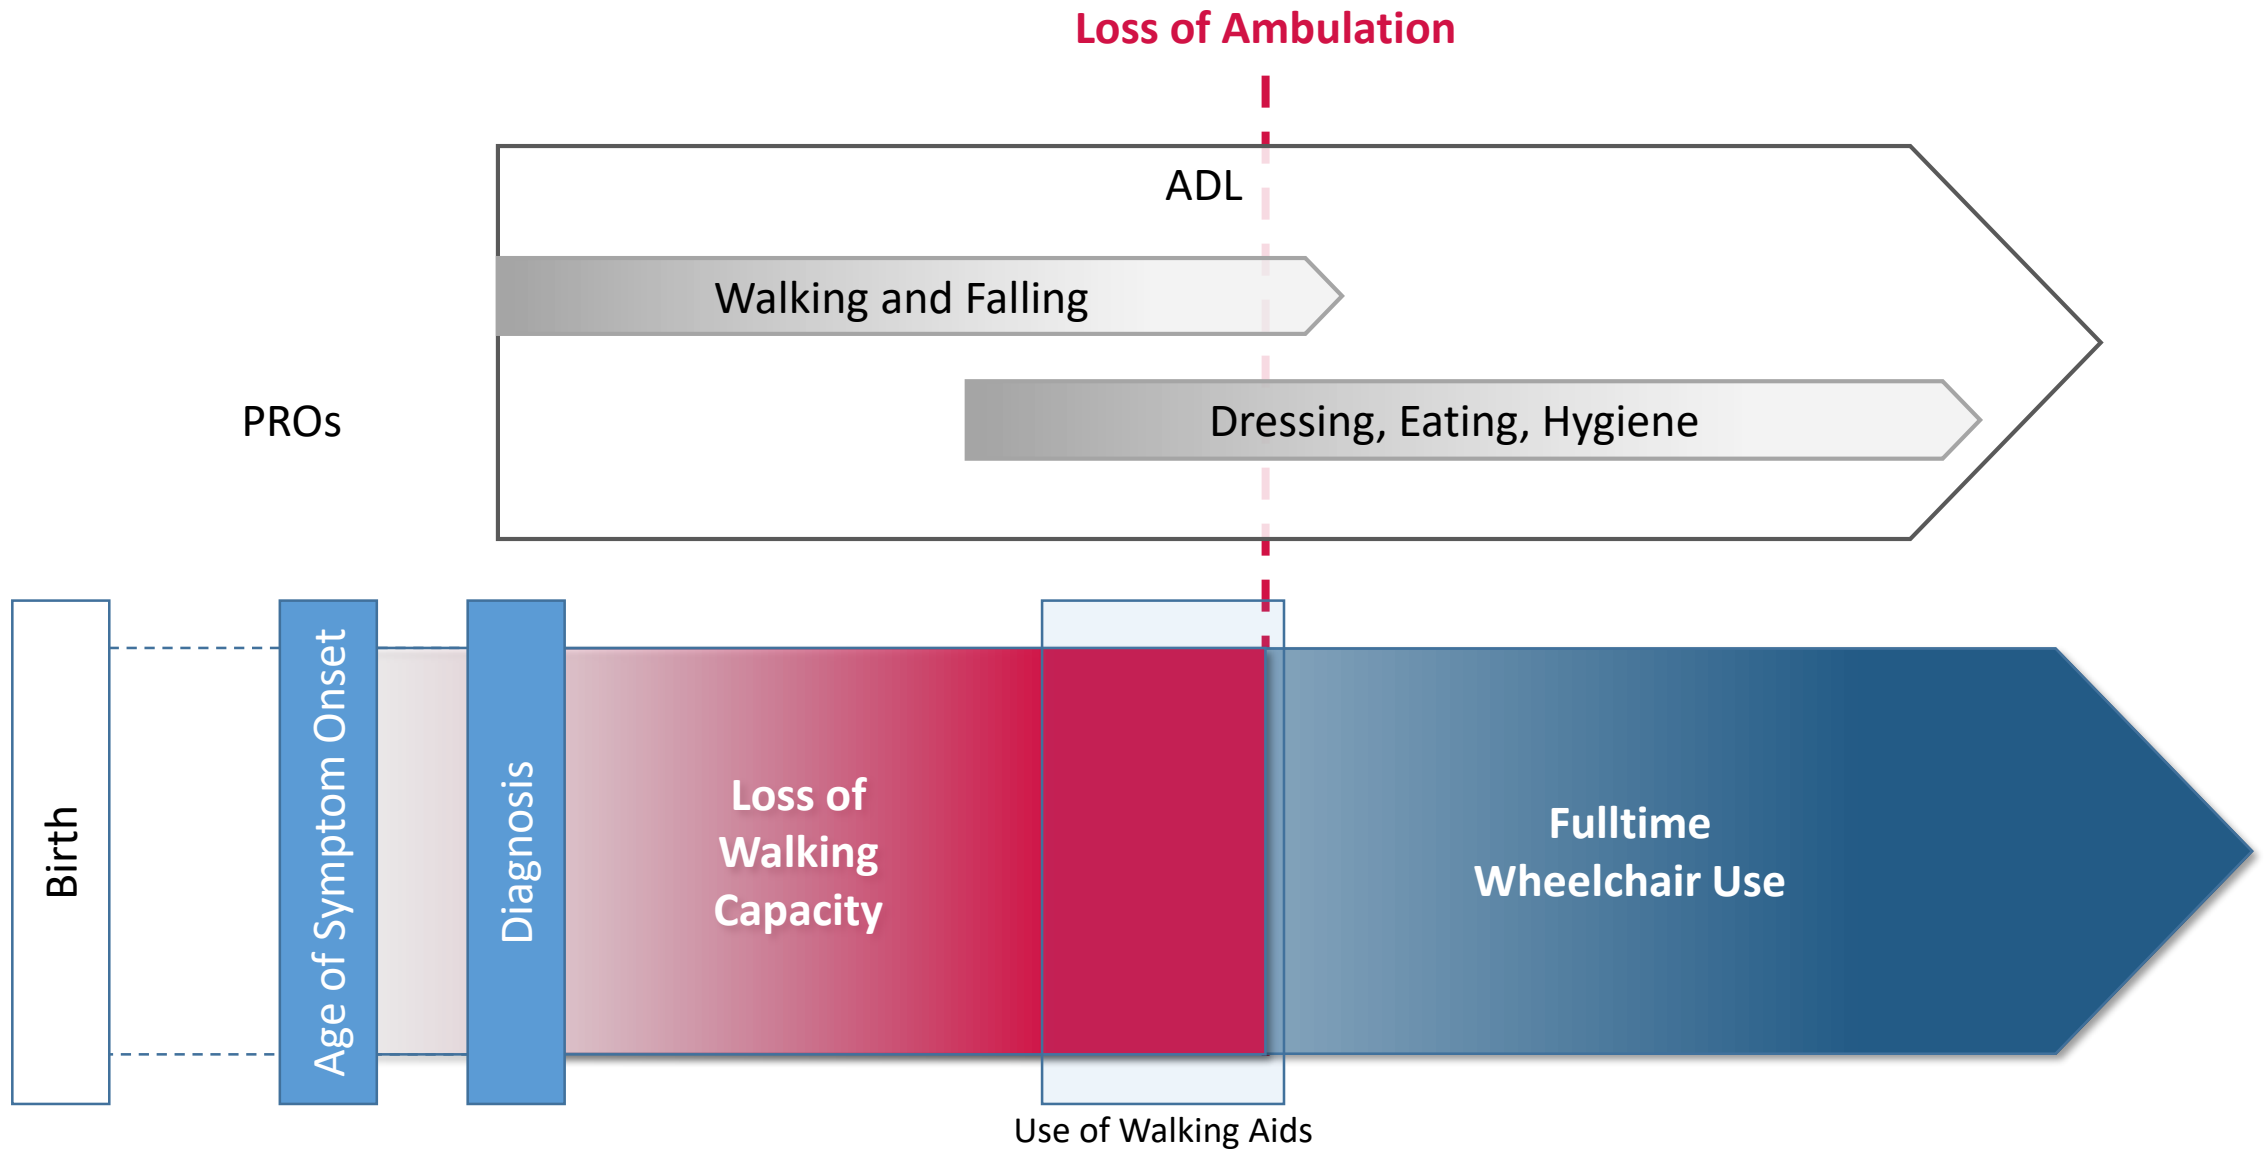 Loss of Ambulation
ADL
Walking and Falling
PROs
Dressing, Eating, Hygiene
Birth
Age of Symptom Onset
Diagnosis
Loss of
Walking
Capacity
Fulltime
Wheelchair Use
Use of Walking Aids